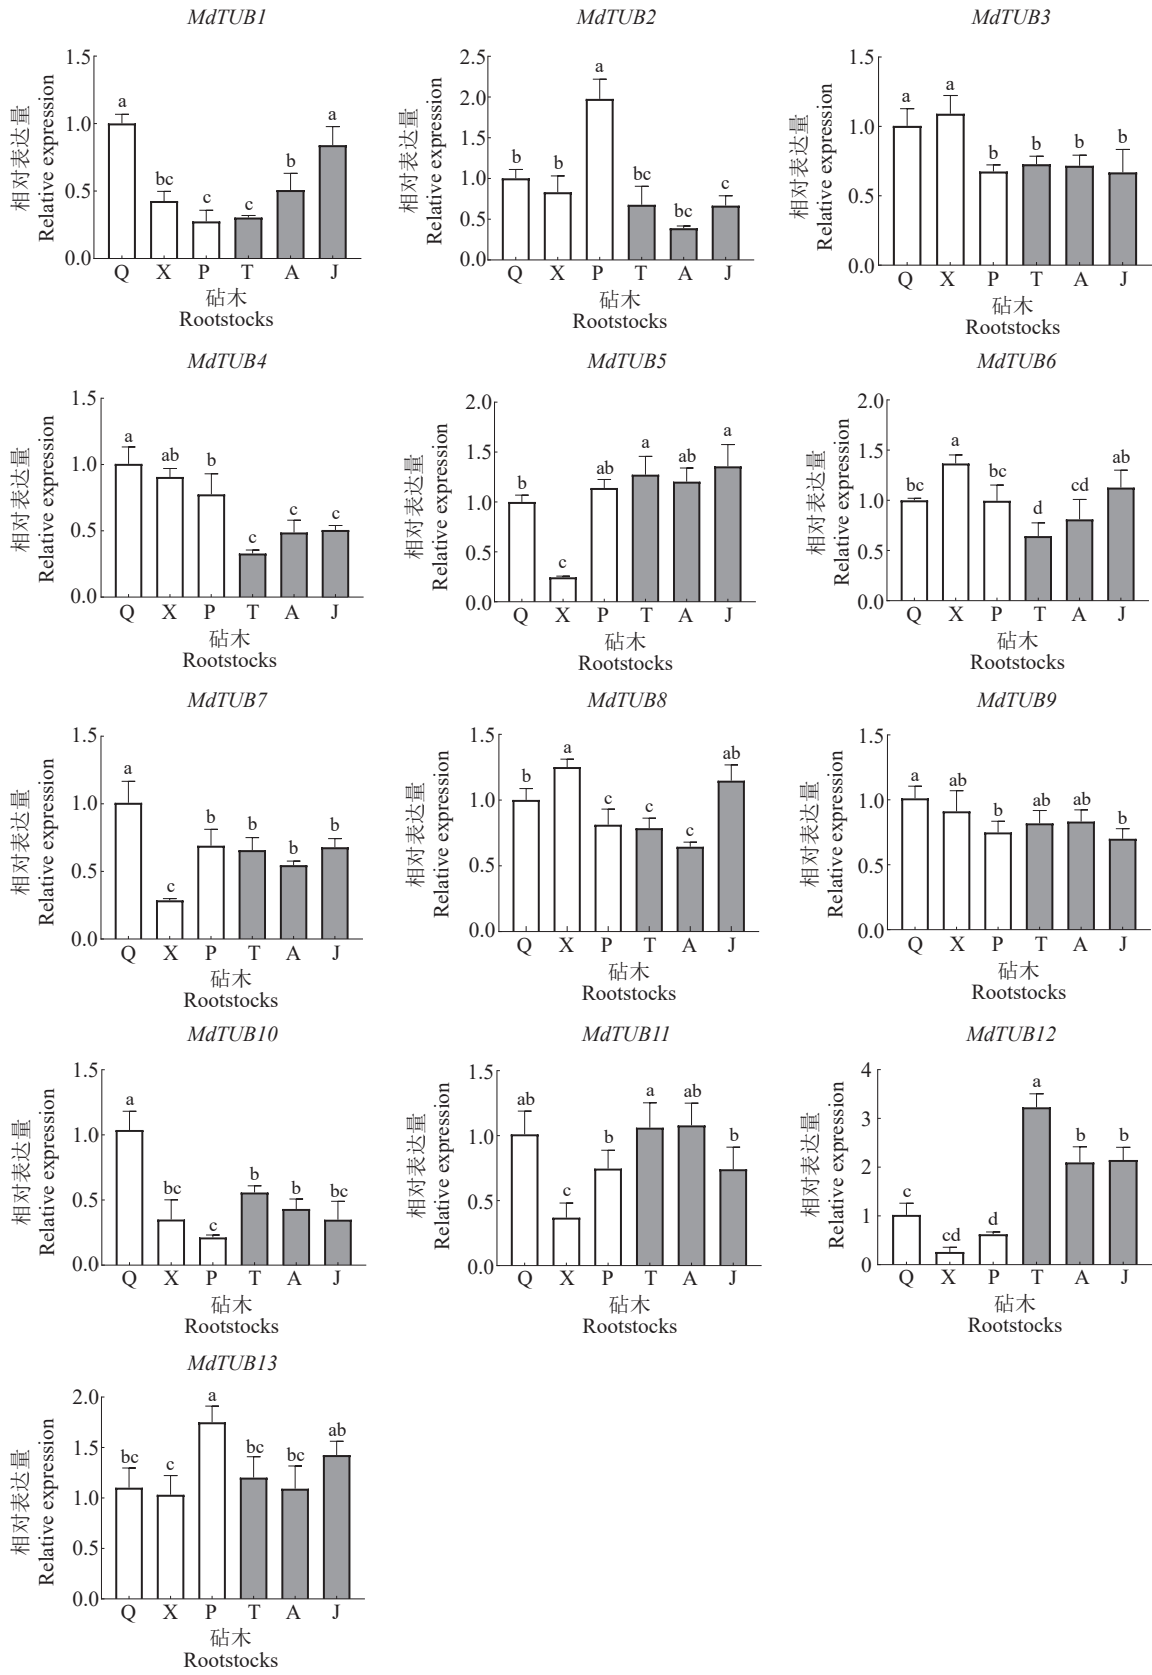 MdTUB1
相对表达量
Relative expression
1.5
1.0
0.5
0.0
a
bc
c
c
b
a
Q X P T A J
砧木
Rootstocks
MdTUB2
相对表达量
Relative expression
2.5
2.0
1.5
1.0
0.5
0.0
b
b
a
bc
bc
c
Q X P T A J
砧木
Rootstocks
MdTUB3
相对表达量
Relative expression
1.5
1.0
0.5
0.0
a
a
b
b
b
b
Q X P T A J
砧木
Rootstocks
MdTUB4
相对表达量
Relative expression
1.5
1.0
0.5
0.0
a
ab
b
c
c
c
Q X P T A J
砧木
Rootstocks
MdTUB5
相对表达量
Relative expression
2.0
1.5
1.0
0.5
0.0
b
c
ab
a
ab
a
Q X P T A J
砧木
Rootstocks
MdTUB6
相对表达量
Relative expression
2.0
1.5
1.0
0.5
0.0
bc
a
bc
d
cd
ab
Q X P T A J
砧木
Rootstocks
MdTUB7
相对表达量
Relative expression
1.5
1.0
0.5
0.0
a
c
b
b
b
b
Q X P T A J
砧木
Rootstocks
MdTUB8
相对表达量
Relative expression
1.5
1.0
0.5
0.0
b
a
c
c
c
ab
Q X P T A J
砧木
Rootstocks
MdTUB9
相对表达量
Relative expression
1.5
1.0
0.5
0.0
a
ab
b
ab
ab
b
Q X P T A J
砧木
Rootstocks
MdTUB10
相对表达量
Relative expression
1.5
1.0
0.5
0.0
a
bc
c
b
b
bc
Q X P T A J
砧木
Rootstocks
MdTUB11
相对表达量
Relative expression
1.5
1.0
0.5
0.0
ab
c
b
a
ab
b
Q X P T A J
砧木
Rootstocks
MdTUB12
相对表达量
Relative expression
4
3
2
1
0
c
cd
d
a
b
b
Q X P T A J
砧木
Rootstocks
MdTUB13
相对表达量
Relative expression
2.0
1.5
1.0
0.5
0.0
bc
c
a
bc
bc
ab
Q X P T A J
砧木
Rootstocks